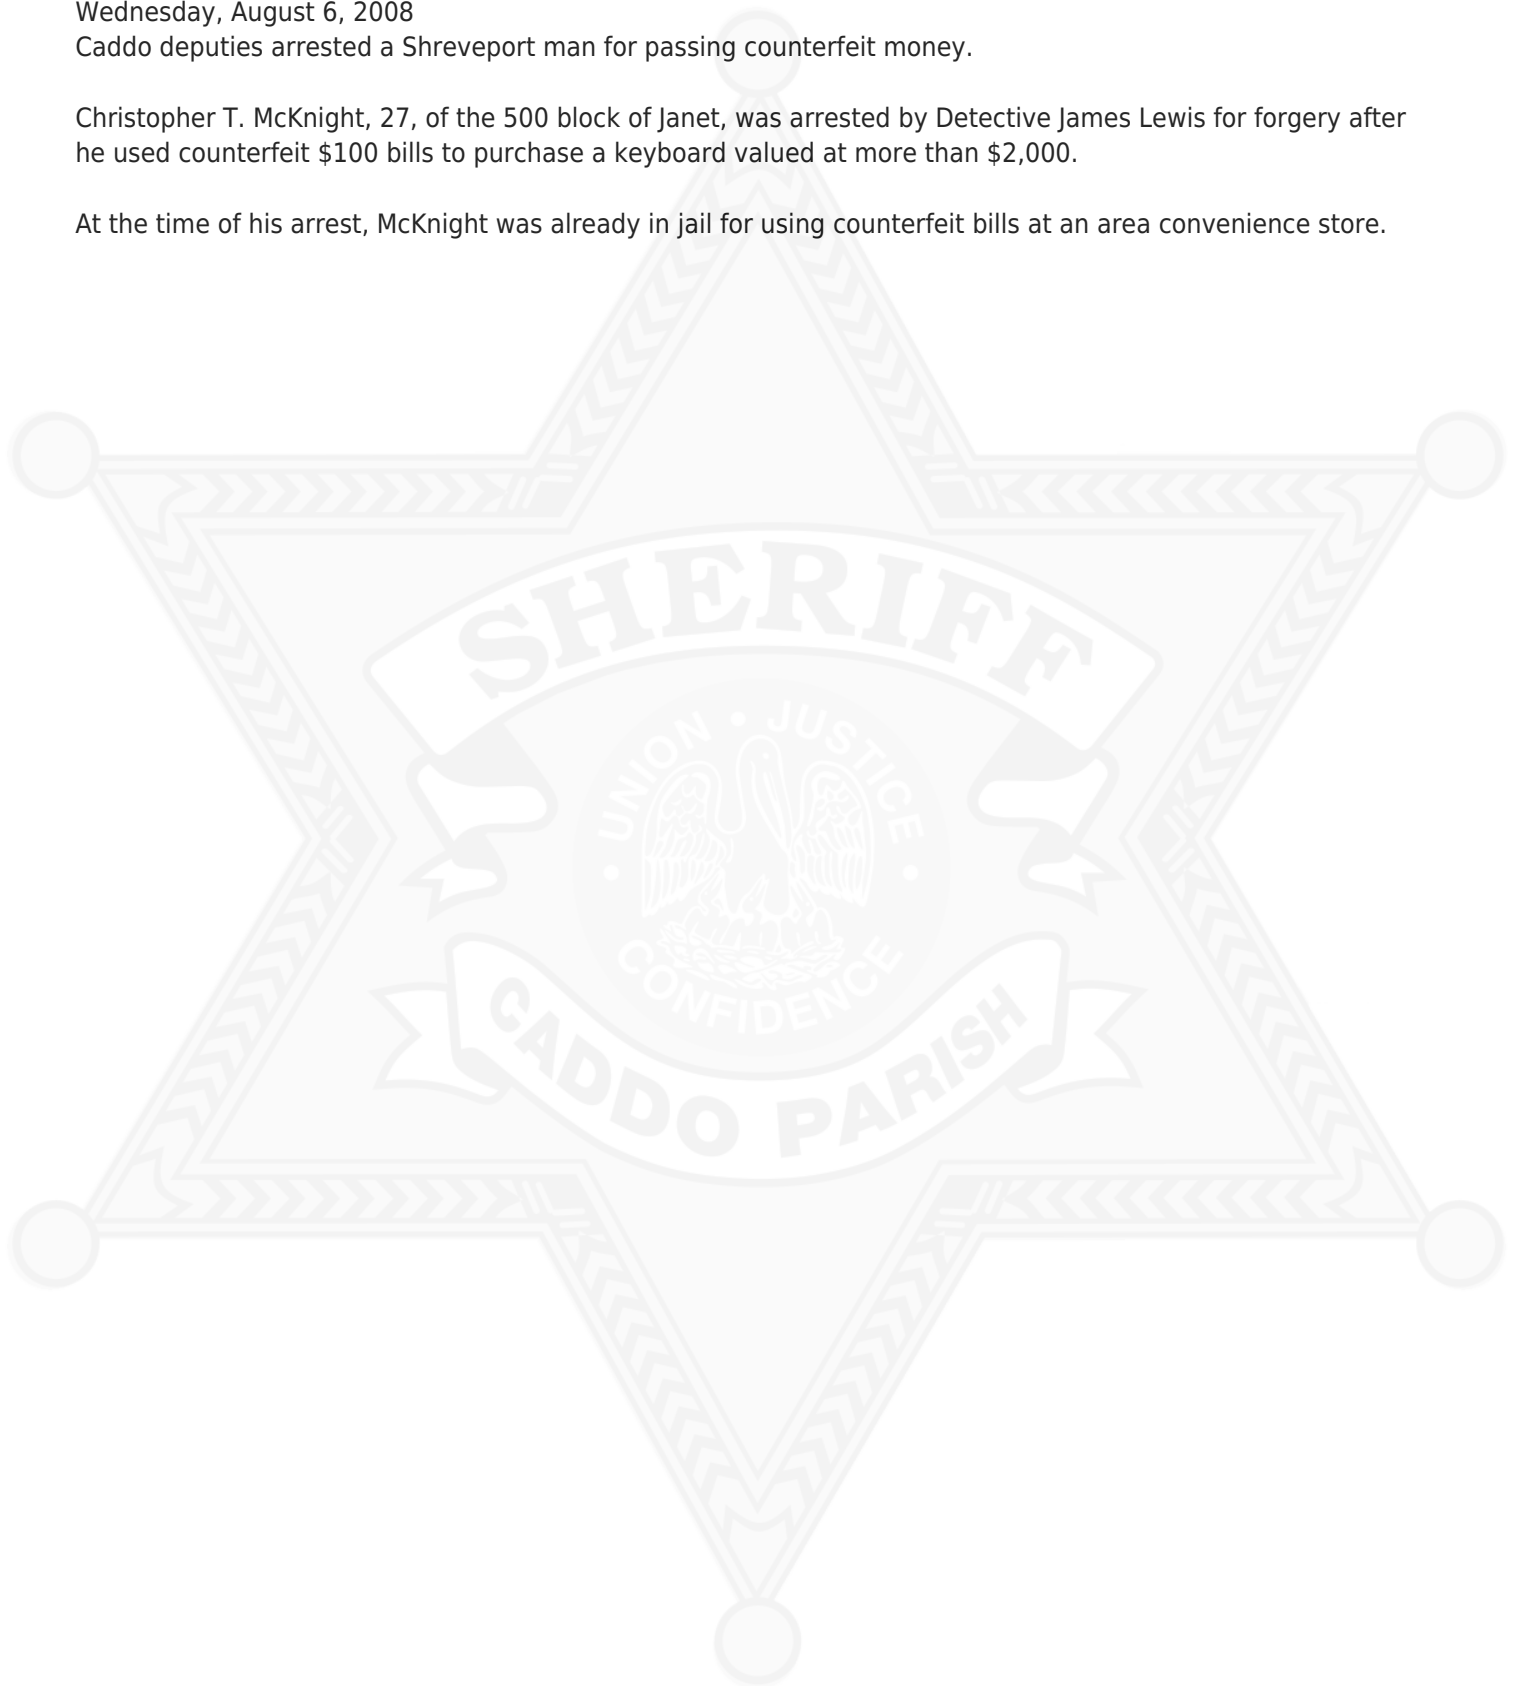 Wednesday, August 6, 2008
Caddo deputies arrested a Shreveport man for passing counterfeit money.
Christopher T. McKnight, 27, of the 500 block of Janet, was arrested by Detective James Lewis for forgery after
he used counterfeit $100 bills to purchase a keyboard valued at more than $2,000.
At the time of his arrest, McKnight was already in jail for using counterfeit bills at an area convenience store.
SHERIFF
UNION • JUSTICE
• CONFIDENCE •
CADDO PARISH